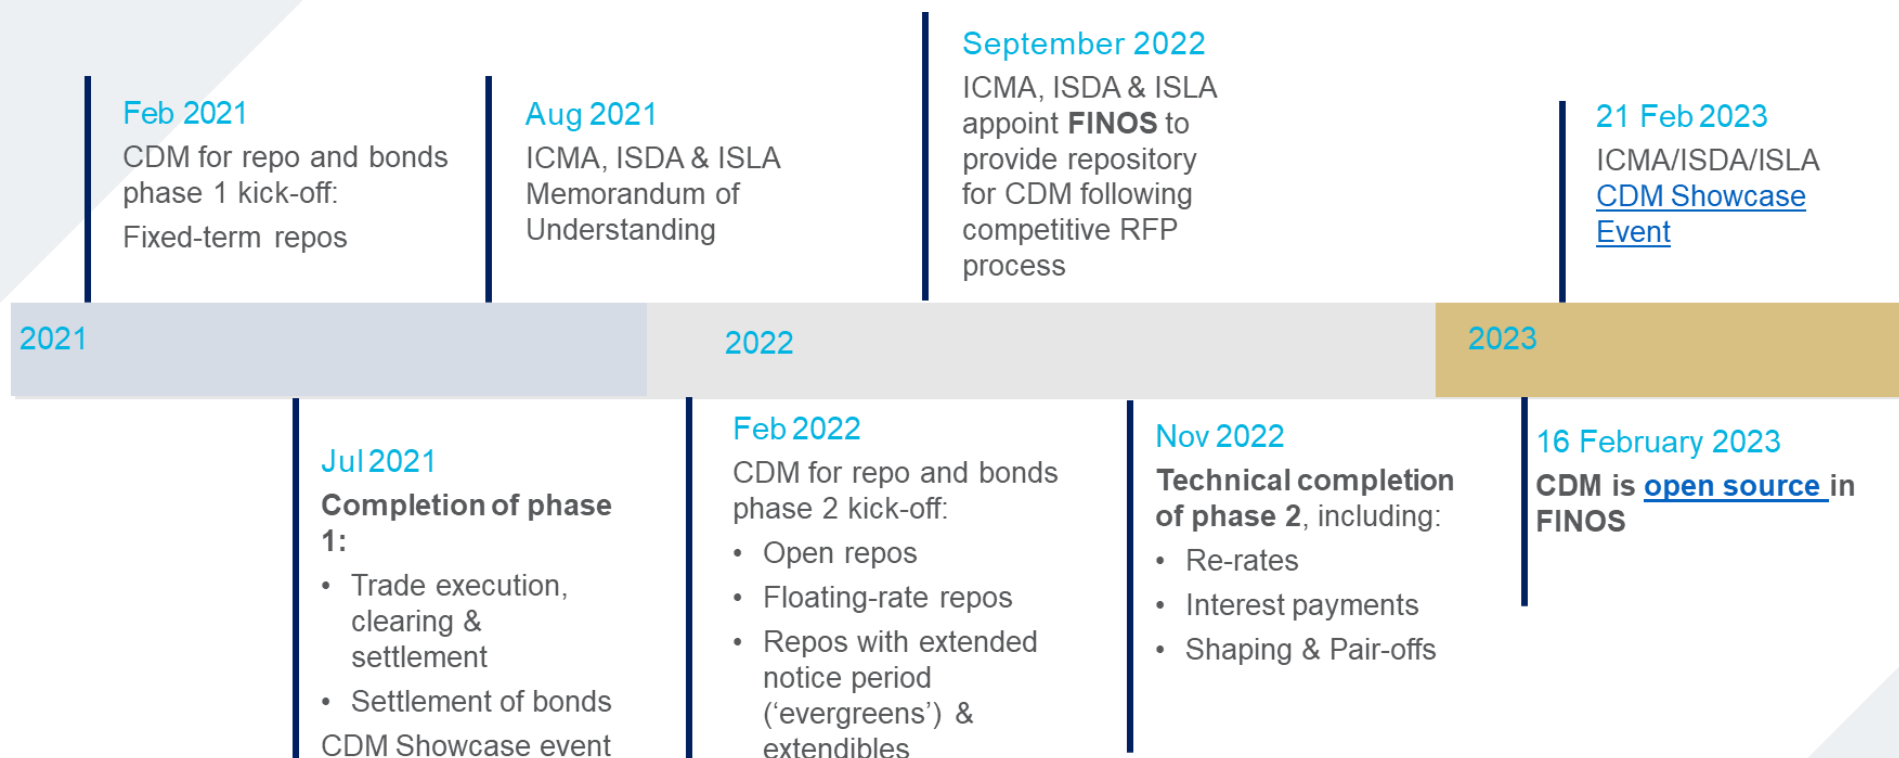 Feb 2021
CDM for repo and bonds
phase 1 kick-off:
Fixed-term repos
Aug 2021
ICMA, ISDA & ISLA
Memorandum of
Understanding
September 2022
ICMA, ISDA & ISLA
appoint FINOS to
provide repository
for CDM following
competitive RFP
process
21 Feb 2023
ICMA/ISDA/ISLA
CDM Showcase
Event
2021
2022
2023
Jul 2021
Completion of phase
1:
• Trade execution,
clearing &
settlement
• Settlement of bonds
CDM Showcase event
Feb 2022
CDM for repo and bonds
phase 2 kick-off:
• Open repos
• Floating-rate repos
• Repos with extended
notice period
(‘evergreens’) &
extendibles
Nov 2022
Technical completion
of phase 2, including:
• Re-rates
• Interest payments
• Shaping & Pair-offs
16 February 2023
CDM is open source in
FINOS